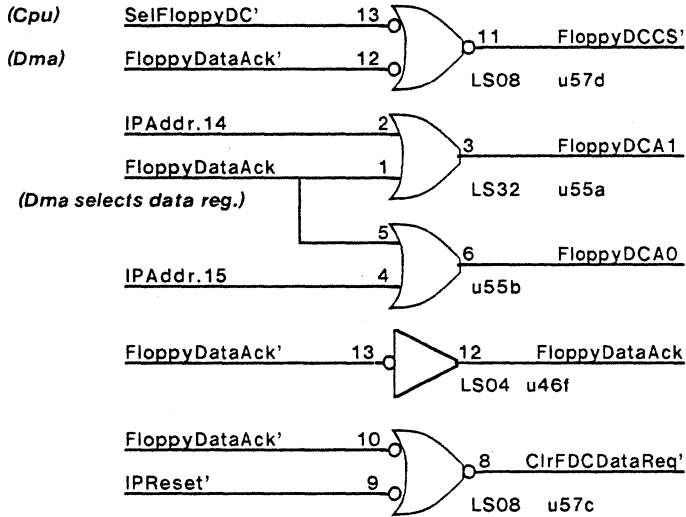 (Cpu) SelFloppyDC' 13
11 FloppyDCCS'
(Dma) FloppyDataAck' 12
LS08 u57d
IPAddr.14 2
3 FloppyDCA1
FloppyDataAck 1
LS32 u55a
(Dma selects data reg.)
5
6 FloppyDCA0
IPAddr.15 4
u55b
FloppyDataAck' 13 12 FloppyDataAck
LS04 u46f
FloppyDataAck' 10
8 ClrFDCDataReq'
IPReset' 9
LS08 u57c